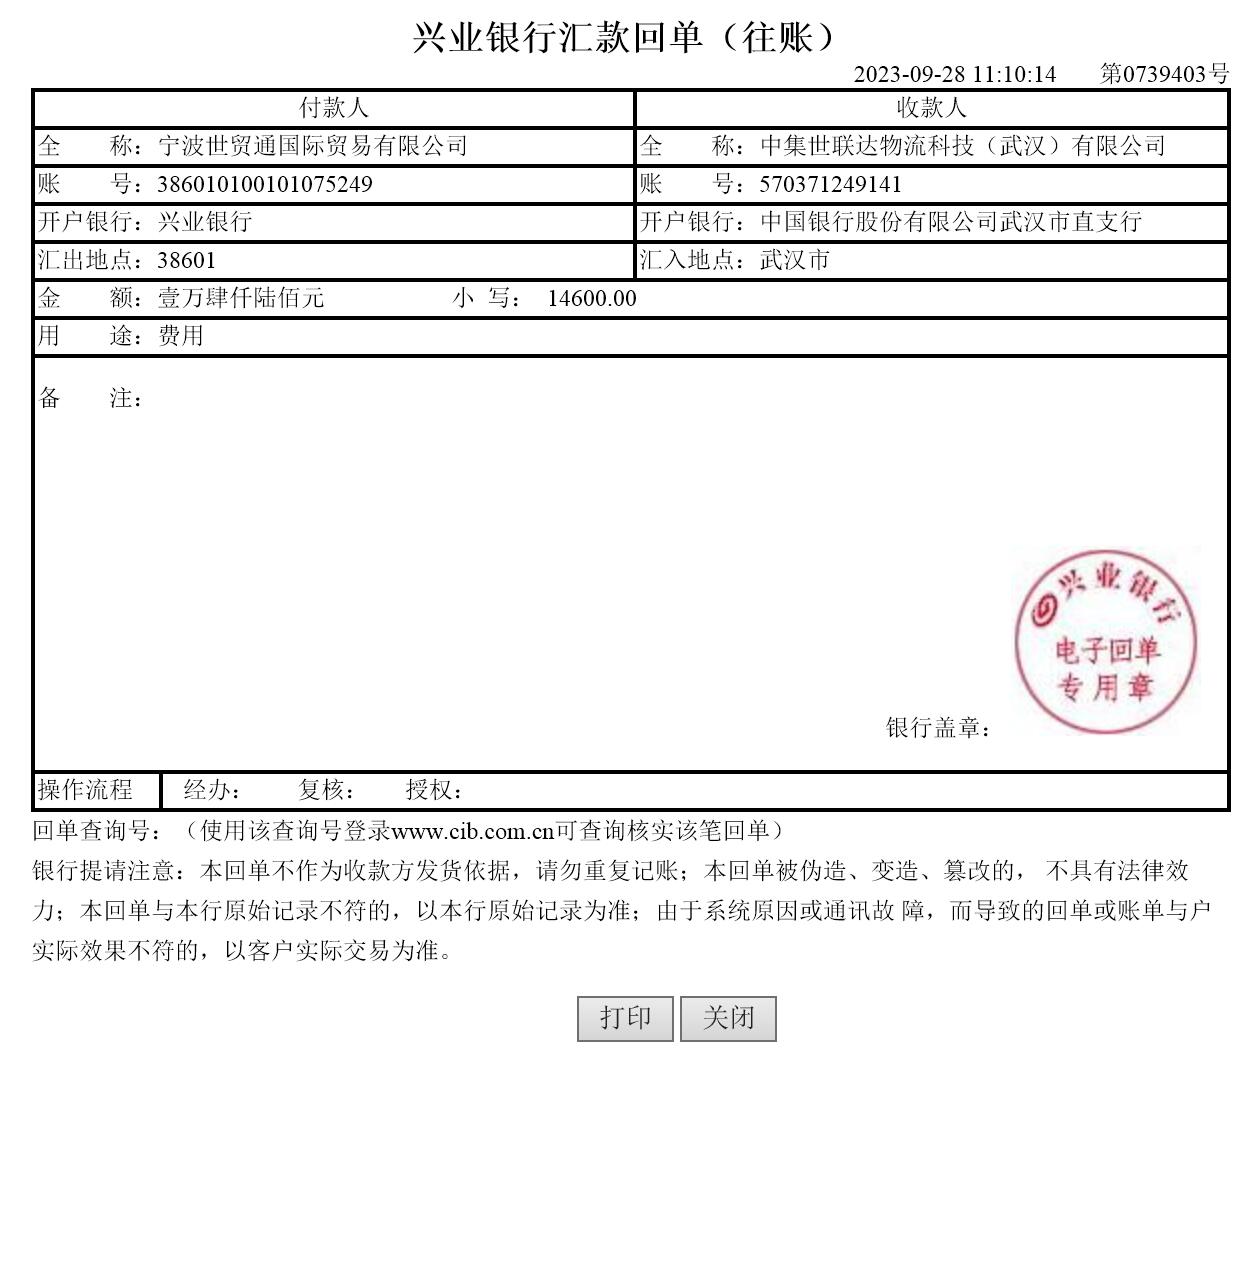 兴业银行汇款回单（往账）
2023-09-28 11:10:14 第0739403号
付款人 收款人
全 称：宁波世贸通国际贸易有限公司 全 称：中集世联达物流科技（武汉）有限公司
账 号：386010100101075249 账 号：570371249141
开户银行：兴业银行 开户银行：中国银行股份有限公司武汉市直支行
汇出地点：38601 汇入地点：武汉市
金 额：壹万肆仟陆佰元 小 写： 14600.00
用 途：费用
备 注：
兴业银行
电子回单
专用章
银行盖章：
操作流程 经办： 复核： 授权：
回单查询号：（使用该查询号登录www.cib.com.cn可查询核实该笔回单）
银行提请注意：本回单不作为收款方发货依据，请勿重复记账；本回单被伪造、变造、篡改的， 不具有法律效
力；本回单与本行原始记录不符的，以本行原始记录为准；由于系统原因或通讯故 障，而导致的回单或账单与户
实际效果不符的，以客户实际交易为准。
打印 关闭